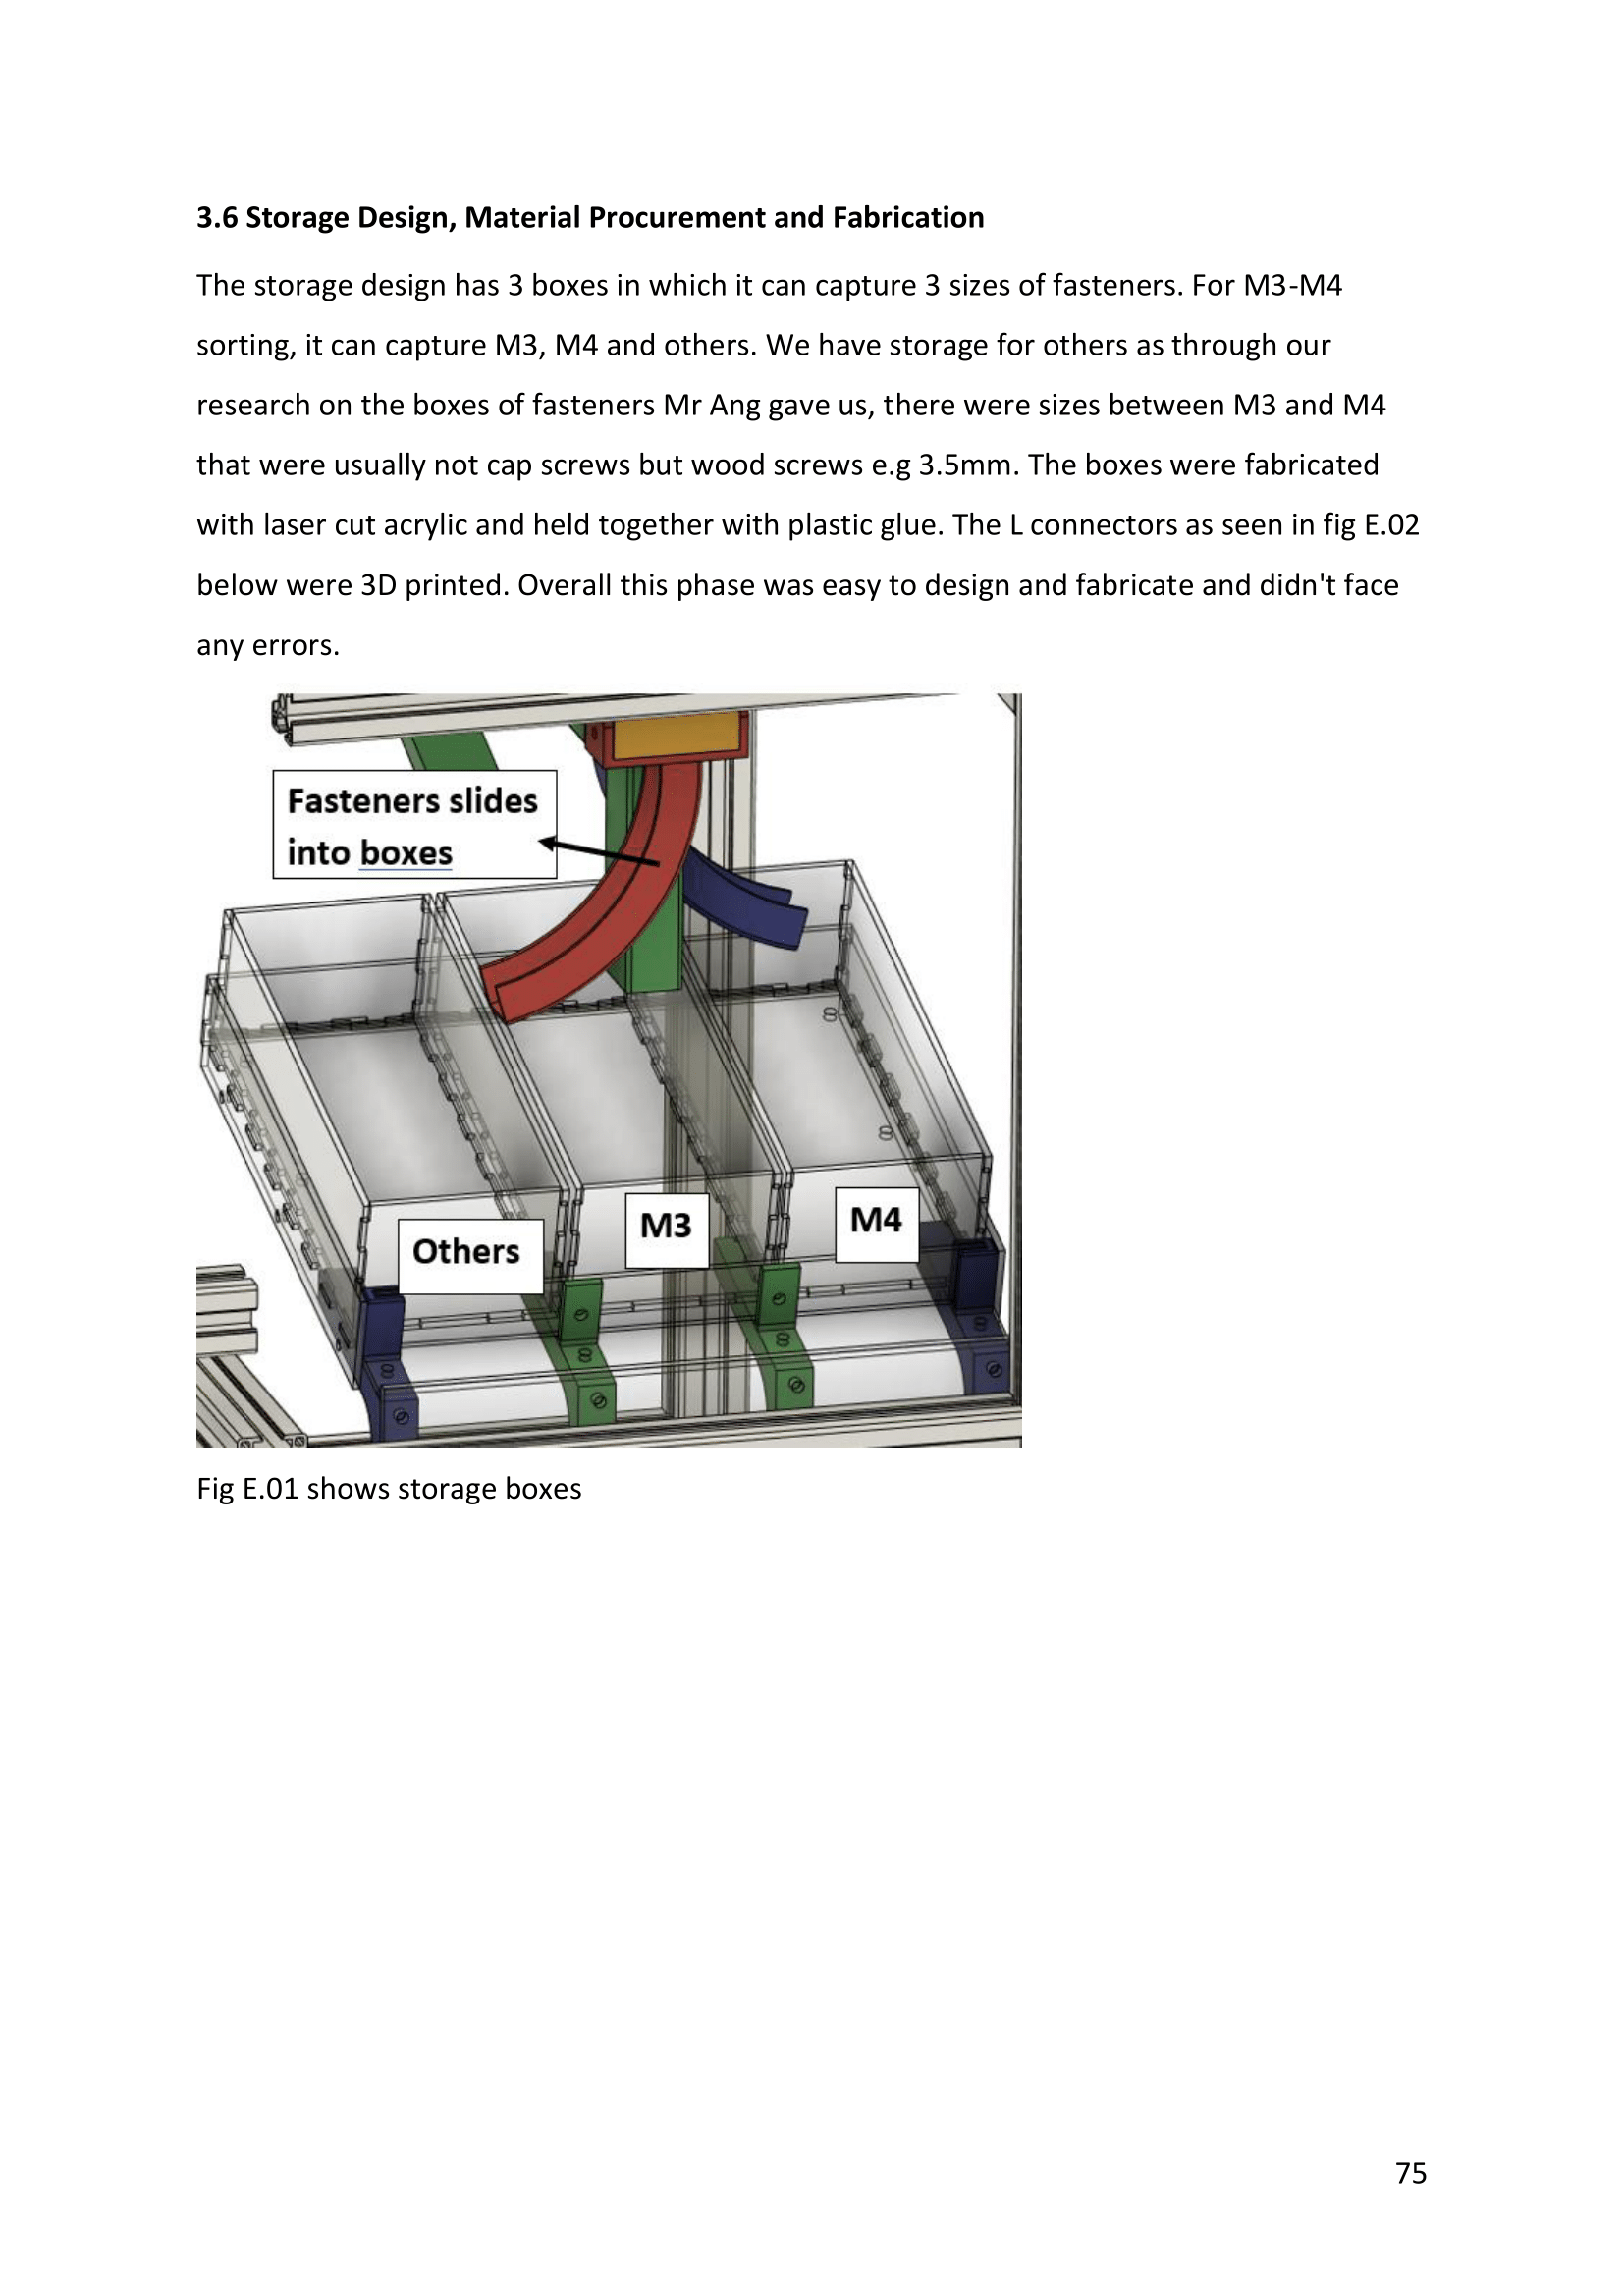 3.6 Storage Design, Material Procurement and Fabrication
The storage design has 3 boxes in which it can capture 3 sizes of fasteners. For M3-M4
sorting, it can capture M3, M4 and others. We have storage for others as through our
research on the boxes of fasteners Mr Ang gave us, there were sizes between M3 and M4
that were usually not cap screws but wood screws e.g 3.5mm. The boxes were fabricated
with laser cut acrylic and held together with plastic glue. The L connectors as seen in fig E.02
below were 3D printed. Overall this phase was easy to design and fabricate and didn't face
any errors.
Fasteners slides
into boxes
Others
M3
M4
Fig E.01 shows storage boxes
75